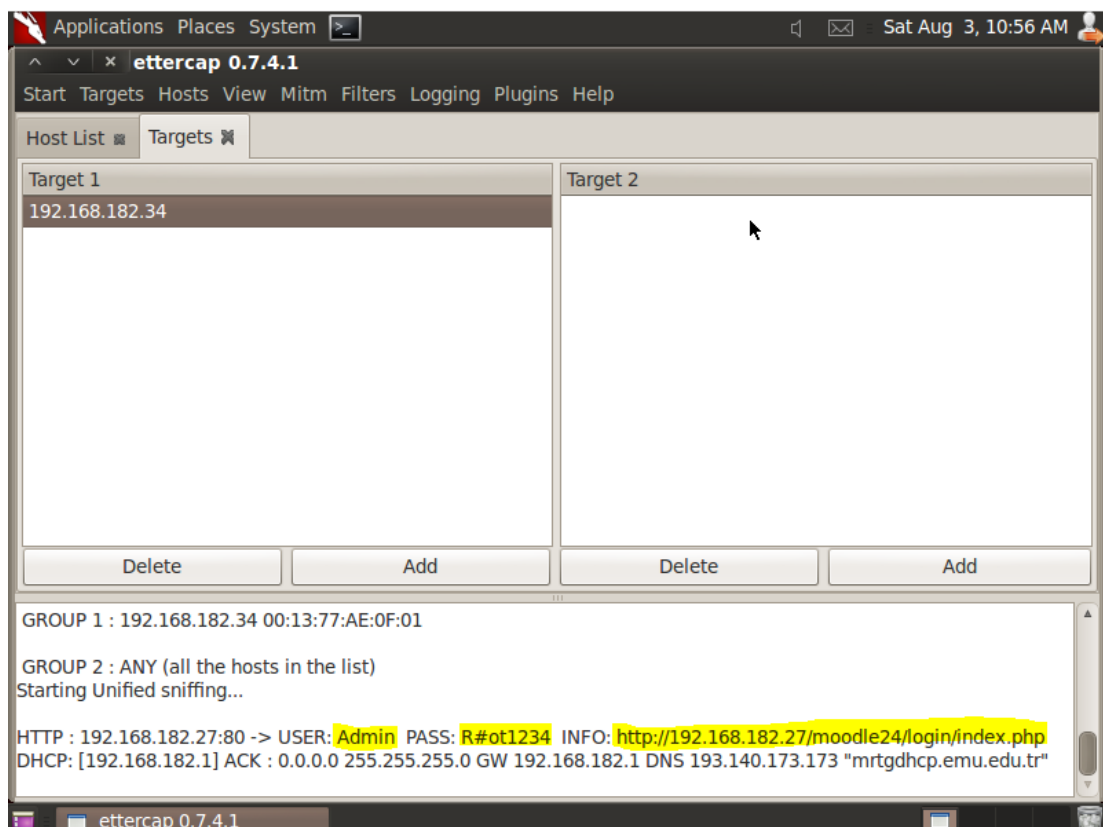 Applications Places System Sat Aug 3, 10:56 AM
ettercap 0.7.4.1
Start Targets Hosts View Mitm Filters Logging Plugins Help
Host List Targets
Target 1 Target 2
192.168.182.34
Delete Add Delete Add
GROUP 1 : 192.168.182.34 00:13:77:AE:0F:01
GROUP 2 : ANY (all the hosts in the list)
Starting Unified sniffing...
HTTP : 192.168.182.27:80 -> USER: Admin PASS: R#ot1234 INFO: http://192.168.182.27/moodle24/login/index.php
DHCP: [192.168.182.1] ACK : 0.0.0.0 255.255.255.0 GW 192.168.182.1 DNS 193.140.173.173 "mrtgdhcp.emu.edu.tr"
ettercap 0.7.4.1